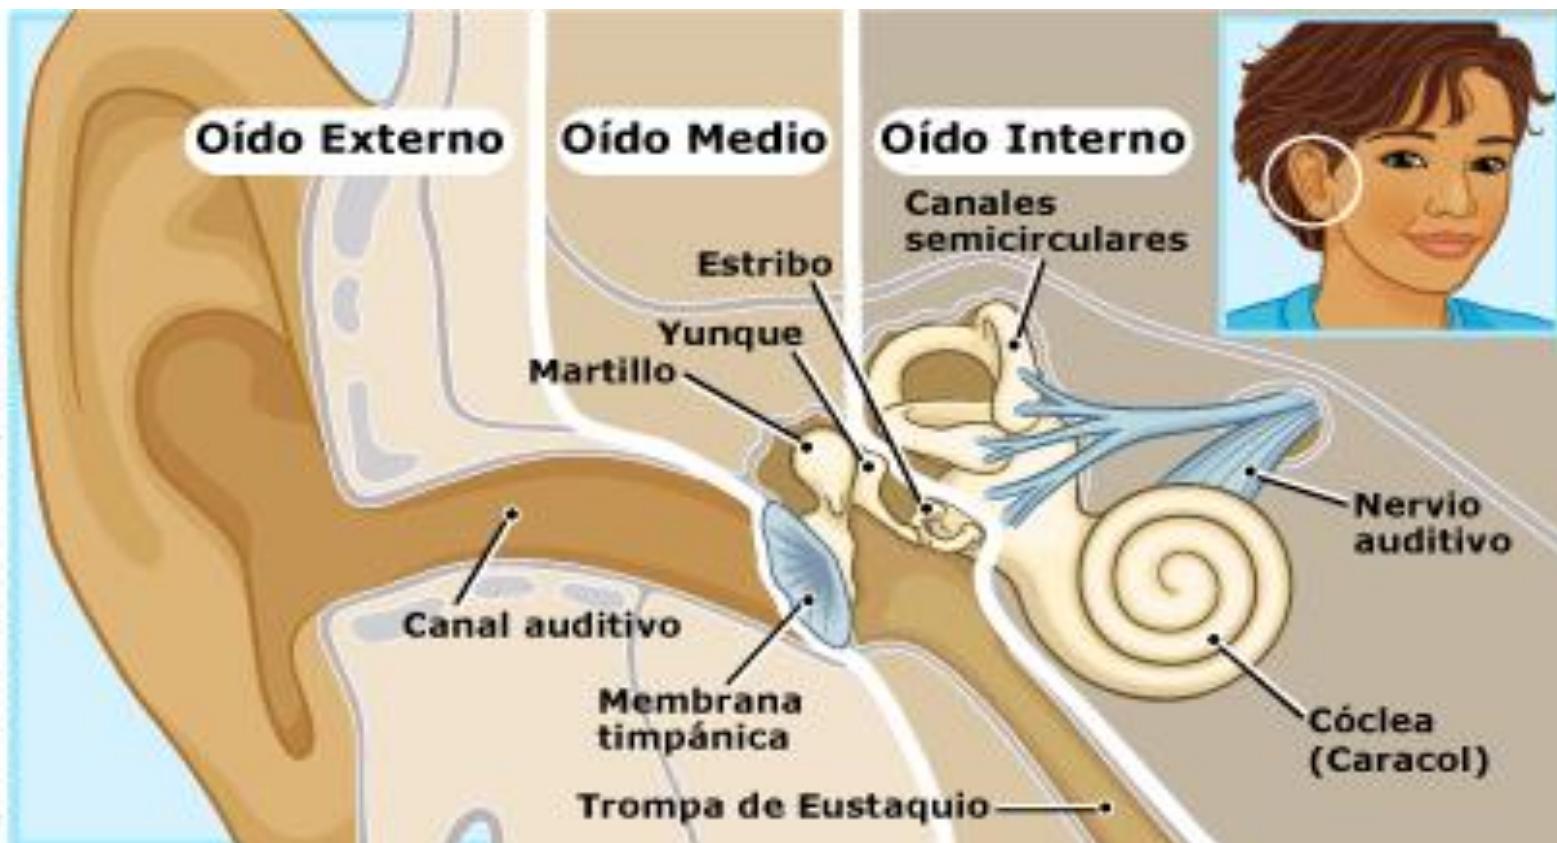 Oído Externo
Oído Medio
Oído Interno
Canales
semicirculares
Estribo
Yunque
Martillo
Nervio
auditivo
Canal auditivo
Membrana
timpánica
Cóclea
(Caracol)
Trompa de Eustaquio